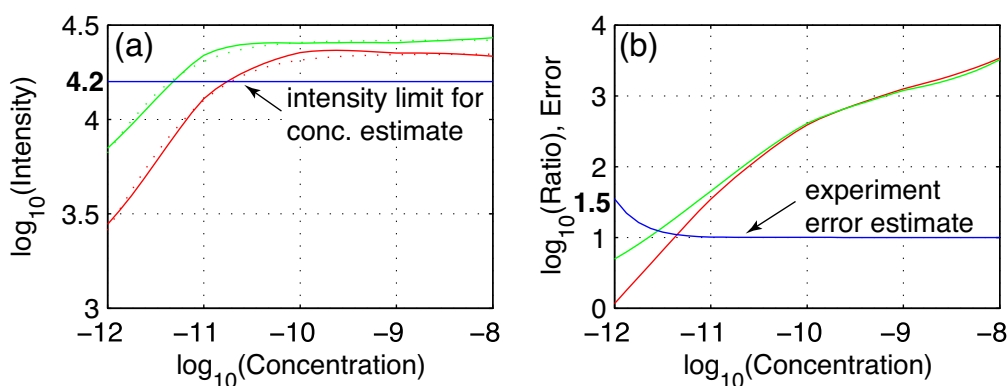 (a)
log10(Intensity)
4.5
4.2
4
3.5
3
intensity limit for
conc. estimate
−12 −11 −10 −9 −8
log10(Concentration)
(b)
log10(Ratio), Error
4
3
2
1.5
1
0
experiment
error estimate
−12 −11 −10 −9 −8
log10(Concentration)